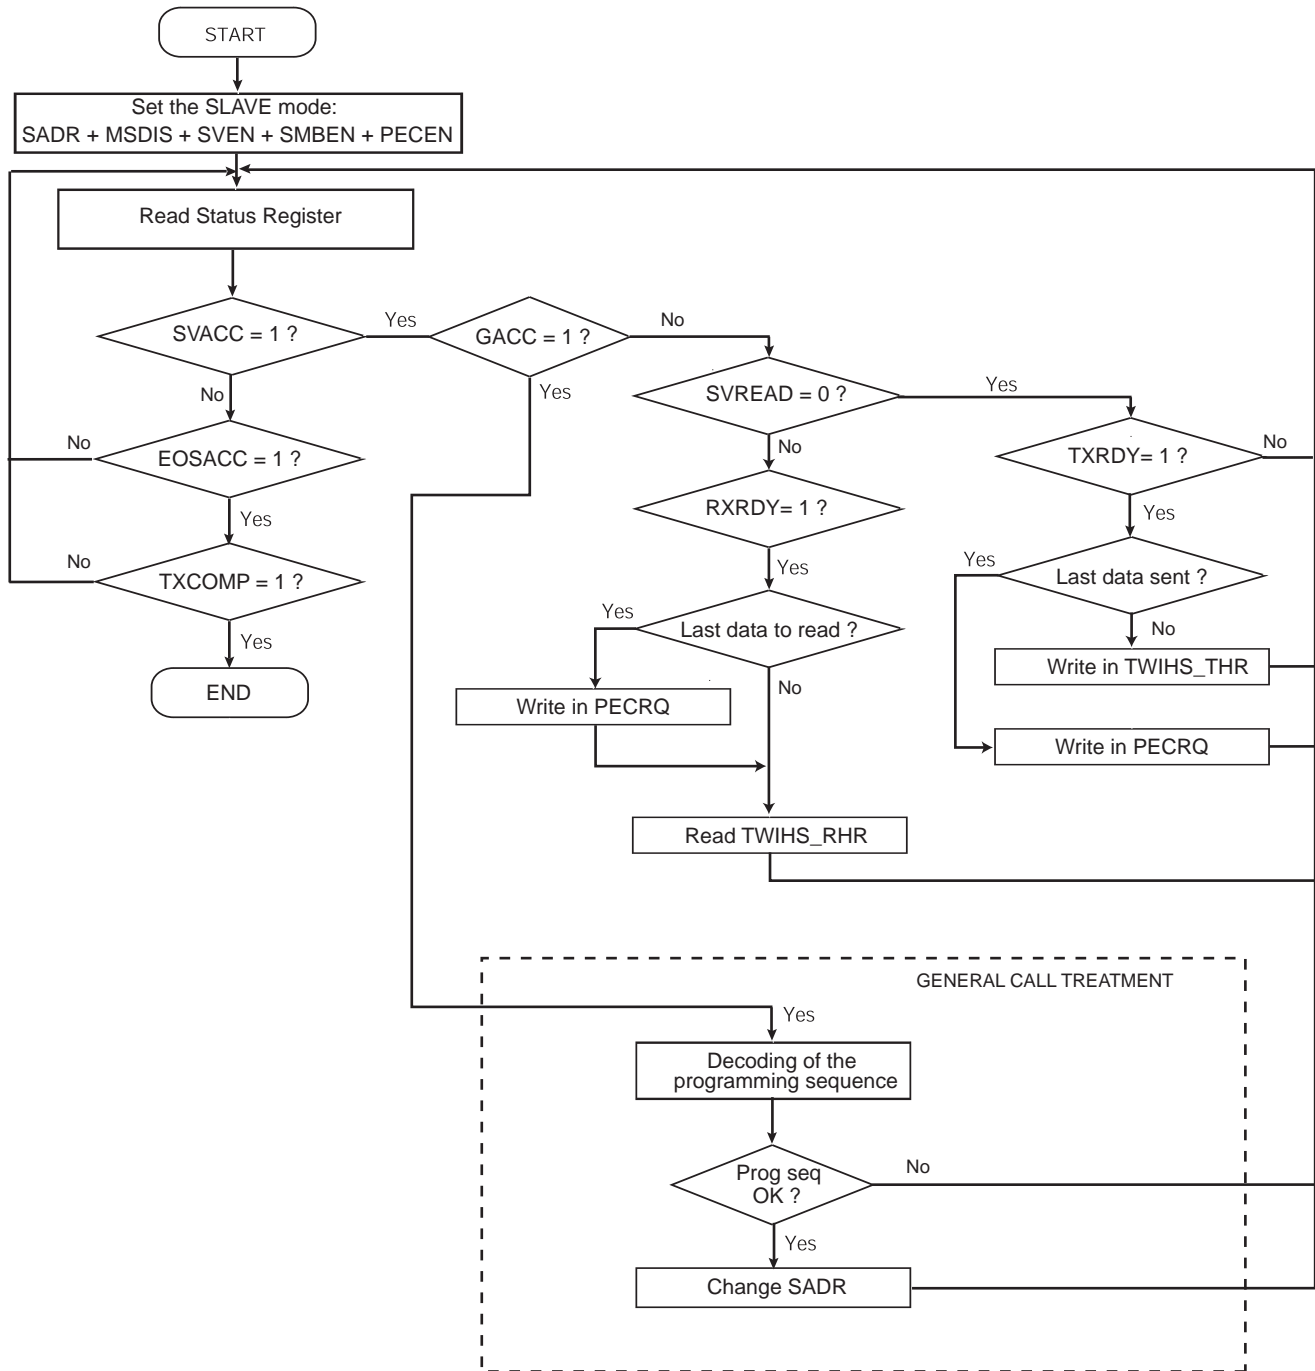 START
Set the SLAVE mode:
SADR + MSDIS + SVEN + SMBEN + PECEN
Read Status Register
SVACC = 1 ?
Yes
GACC = 1 ?
No
No
Yes
SVREAD = 0 ?
Yes
No
EOSACC = 1 ?
No
TXRDY= 1 ?
No
RXRDY= 1 ?
Yes
Yes
No
TXCOMP = 1 ?
Yes
Yes
Last data sent ?
Yes
Last data to read ?
No
Yes
Write in TWIHS_THR
END
No
Write in PECRQ
Write in PECRQ
Read TWIHS_RHR
GENERAL CALL TREATMENT
Yes
Decoding of the
programming sequence
Prog seq
OK ?
No
Yes
Change SADR